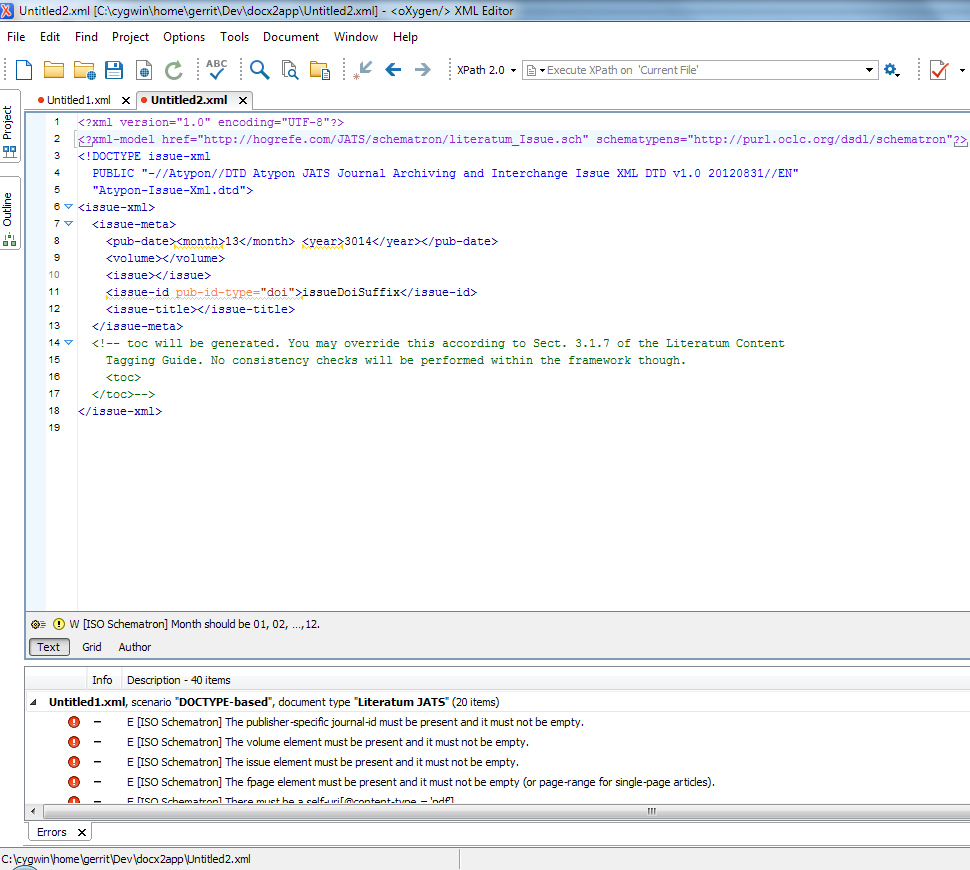 Untitled2.xml [C:\cygwin\home\gerrit\Dev\docx2app\Untitled2.xml] - <oXygen/> XML Editor
File Edit Find Project Options Tools Document Window Help
ABC XPath 2.0 Execute XPath on 'Current File'
Untitled1.xml Untitled2.xml
Project
Outline
1 <?xml version="1.0" encoding="UTF-8"?>
2 <?xml-model href="http://hogrefe.com/JATS/schematron/literatum_Issue.sch" schematypens="http://purl.oclc.org/dsdl/schematron"?>
3 <!DOCTYPE issue-xml
4 PUBLIC "-//Atypon//DTD Atypon JATS Journal Archiving and Interchange Issue XML DTD v1.0 20120831//EN"
5 "Atypon-Issue-Xml.dtd">
6 <issue-xml>
7 <issue-meta>
8 <pub-date><month>13</month> <year>3014</year></pub-date>
9 <volume></volume>
10 <issue></issue>
11 <issue-id pub-id-type="doi">issueDoiSuffix</issue-id>
12 <issue-title></issue-title>
13 </issue-meta>
14 <!-- toc will be generated. You may override this according to Sect. 3.1.7 of the Literatum Content
15 Tagging Guide. No consistency checks will be performed within the framework though.
16 <toc>
17 </toc>-->
18 </issue-xml>
19
W [ISO Schematron] Month should be 01, 02, ...,12.
Text Grid Author
Info Description - 40 items
Untitled1.xml, scenario "DOCTYPE-based", document type "Literatum JATS" (20 items)
E [ISO Schematron] The publisher-specific journal-id must be present and it must not be empty.
E [ISO Schematron] The volume element must be present and it must not be empty.
E [ISO Schematron] The issue element must be present and it must not be empty.
E [ISO Schematron] The fpage element must be present and it must not be empty (or page-range for single-page articles).
E [ISO Schematron] There must be a self-uri[@content-type = 'pdf']
Errors
C:\cygwin\home\gerrit\Dev\docx2app\Untitled2.xml